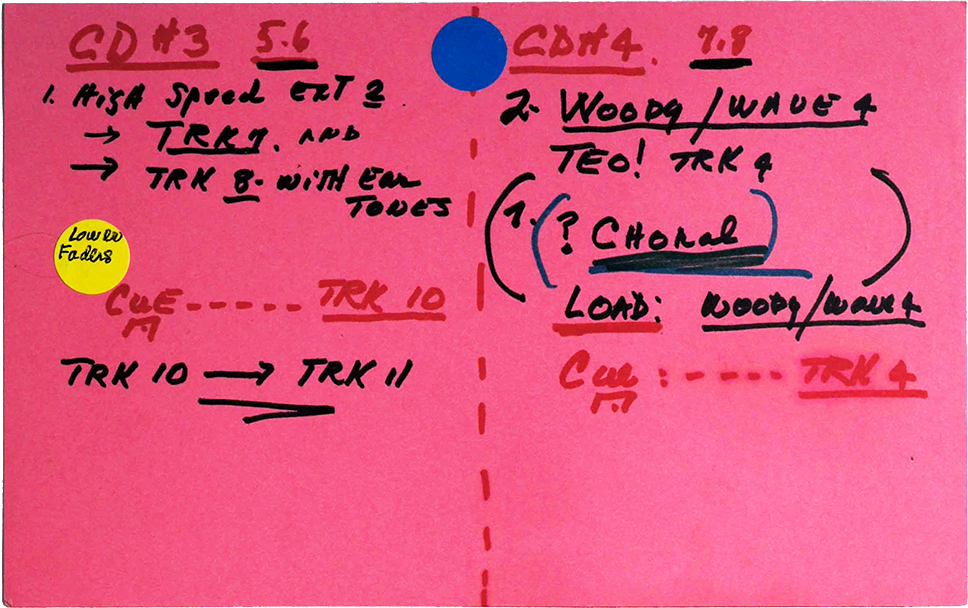 CD #3 5.6
1. High Speed EXT 2
→ TRK 7. AND
→ TRK 8- WITH EAR
TONES
Lower
Faders
CUE ------ TRK 10
TRK 10 → TRK 11
CD#4. 7.8
2. WOODY/WAVE 4
TEO! TRK 4
1. (? CHORAL)
LOAD: WOODY/WAVE 4
CUE :----- TRK 4